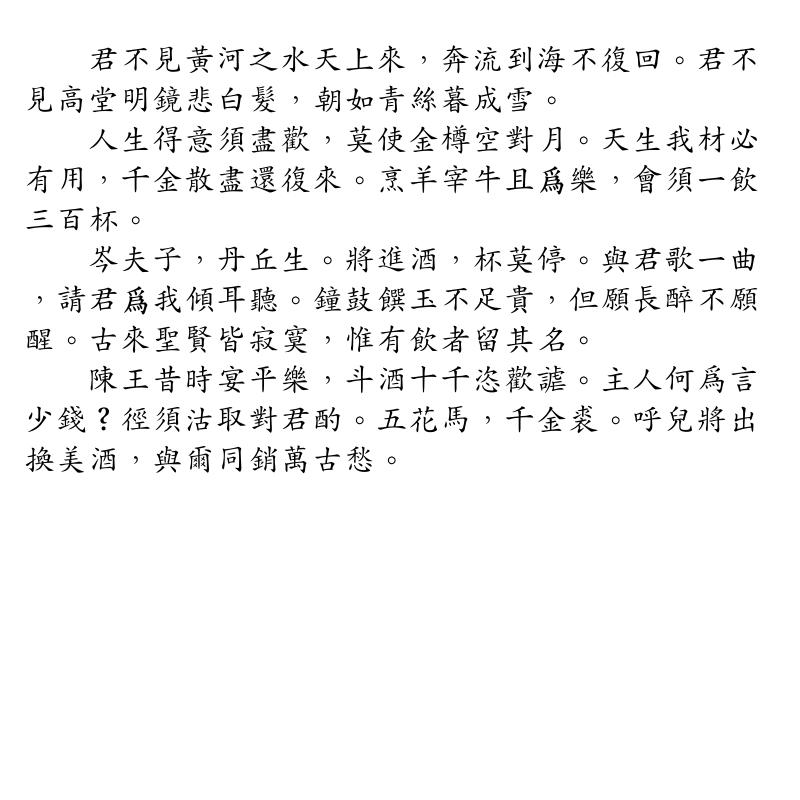 君不見黃河之水天上來，奔流到海不復回。君不
見高堂明鏡悲白髮，朝如青絲暮成雪。
人生得意須盡歡，莫使金樽空對月。天生我材必
有用，千金散盡還復來。烹羊宰牛且爲樂，會須一飲
三百杯。
岑夫子，丹丘生。將進酒，杯莫停。與君歌一曲
，請君爲我傾耳聽。鐘鼓饌玉不足貴，但願長醉不願
醒。古來聖賢皆寂寞，惟有飲者留其名。
陳王昔時宴平樂，斗酒十千恣歡謔。主人何爲言
少錢？徑須沽取對君酌。五花馬，千金裘。呼兒將出
換美酒，與爾同銷萬古愁。